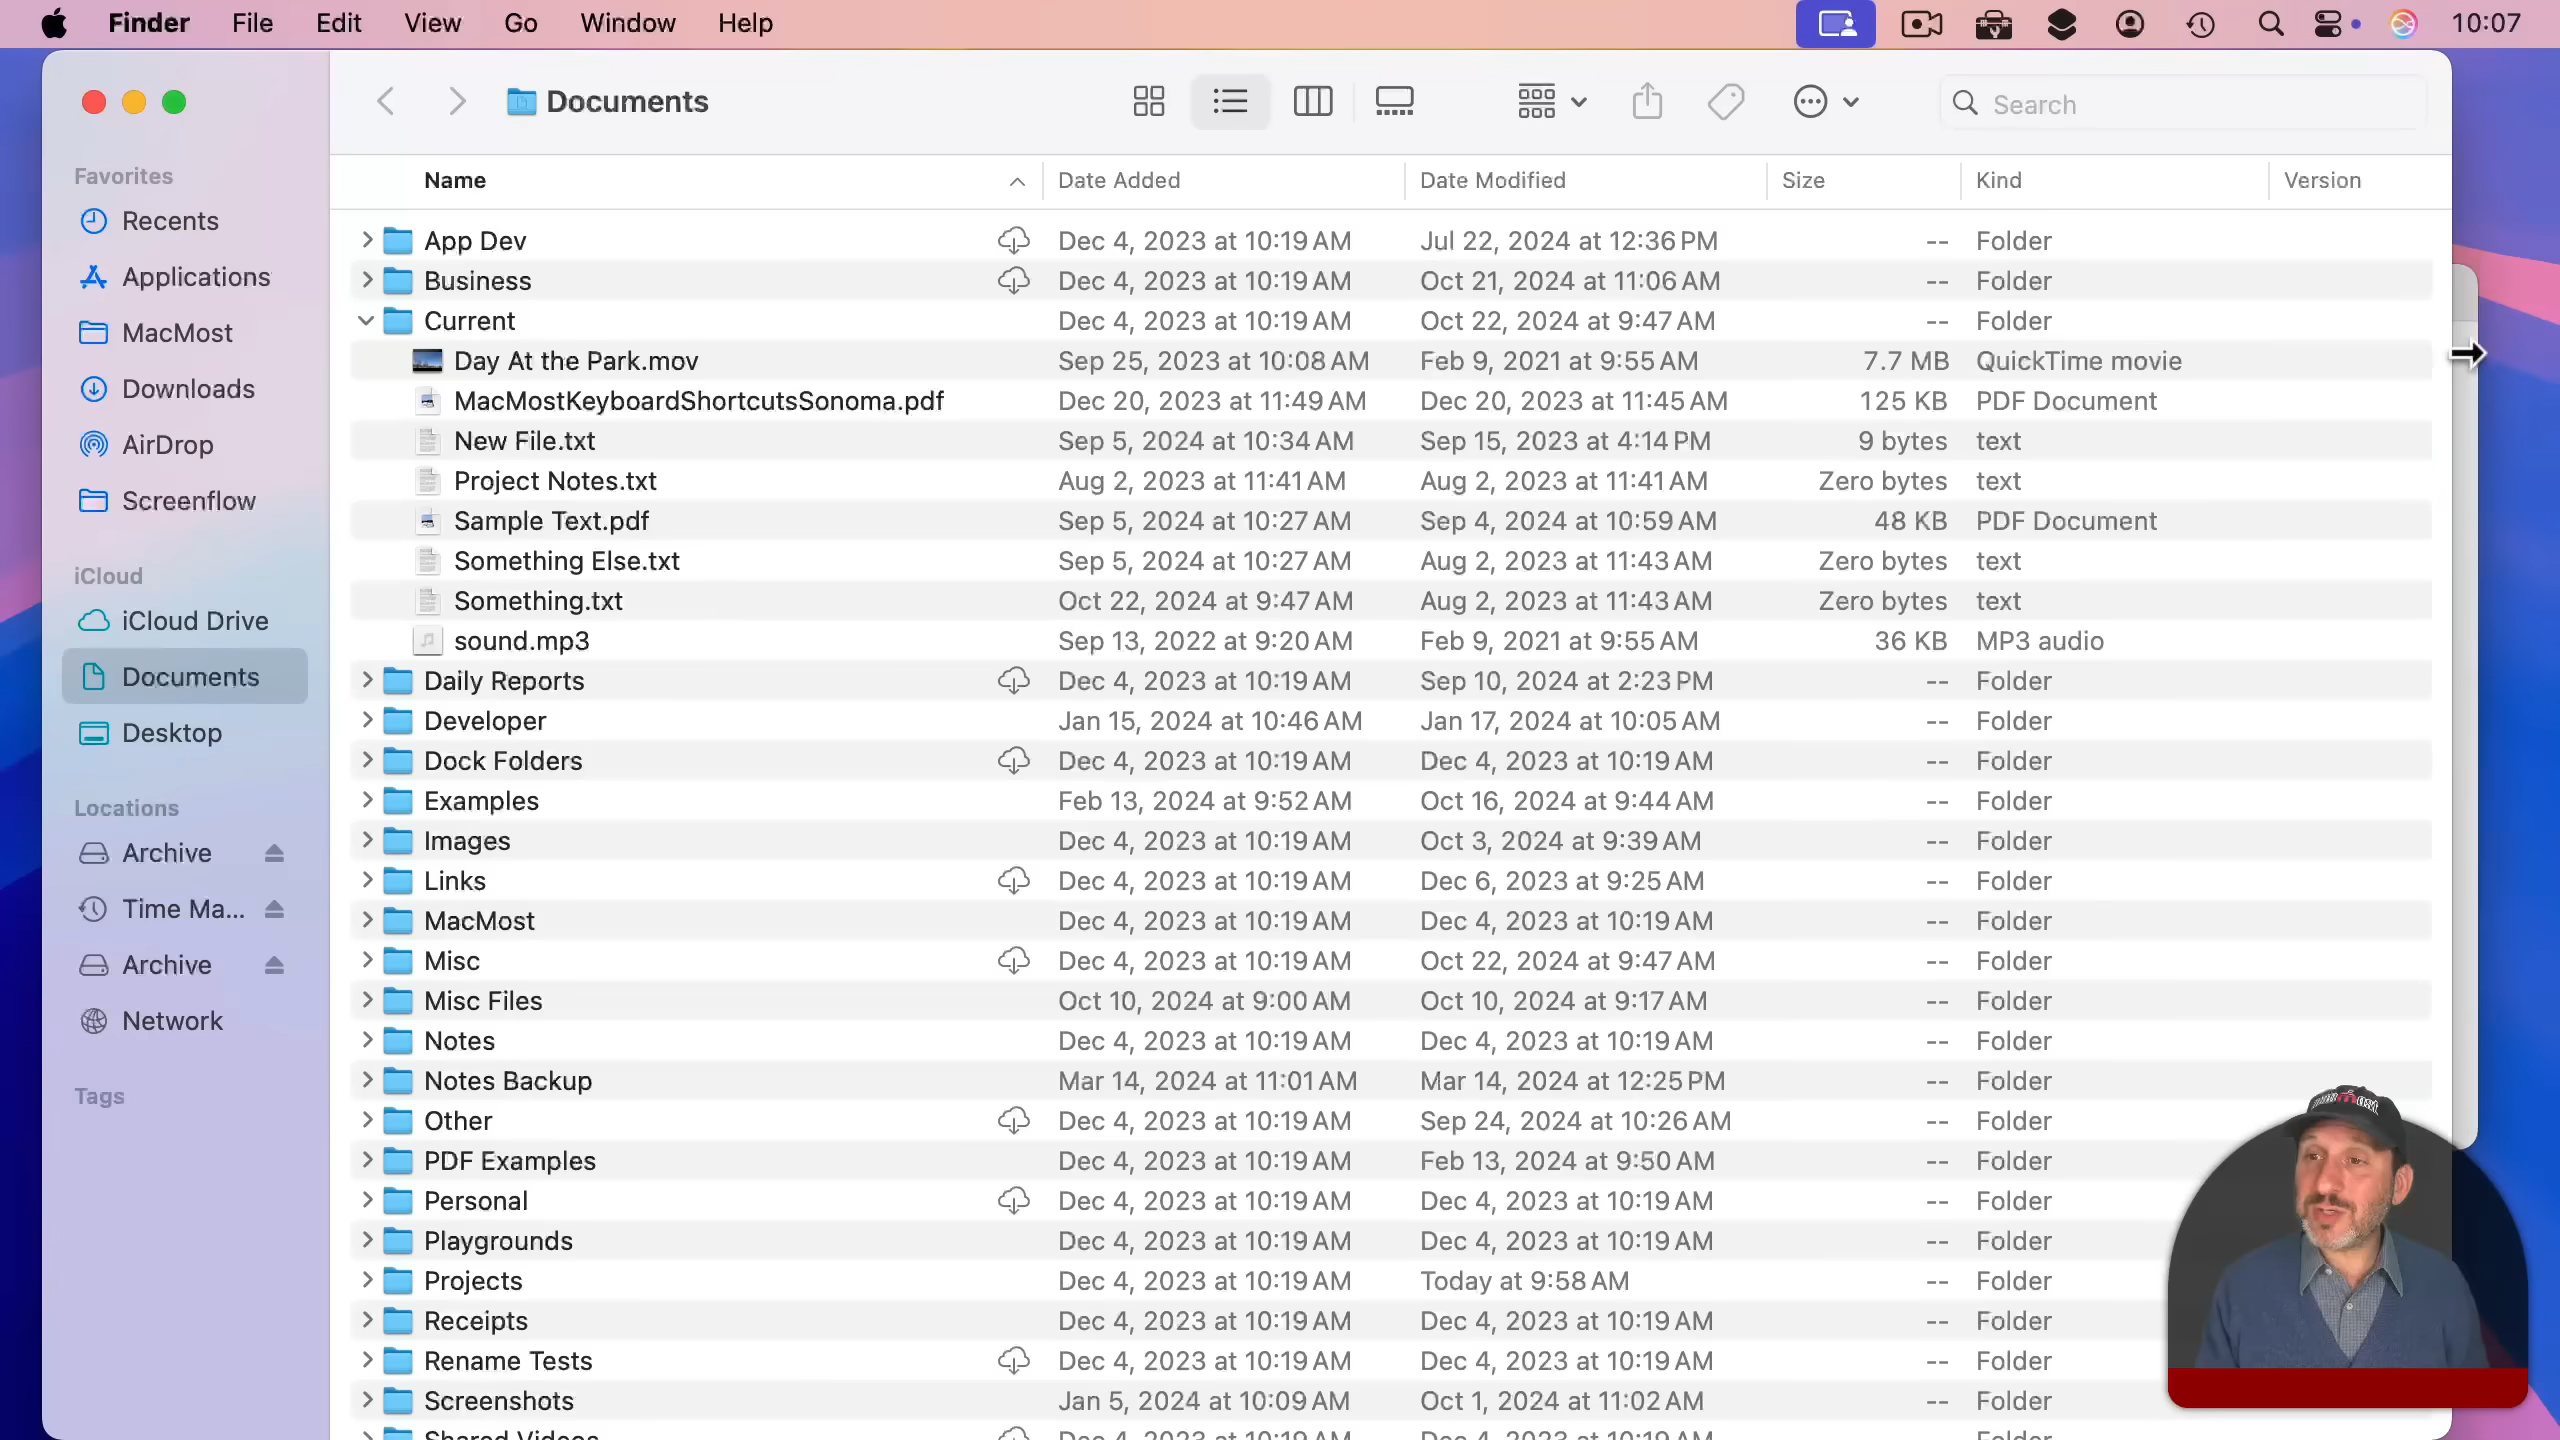 Finder File Edit View Go Window Help 10:07
Documents Search
Favorites
Recents
Applications
MacMost
Downloads
AirDrop
Screenflow
iCloud
iCloud Drive
Documents
Desktop
Locations
Archive
Time Ma...
Archive
Network
Tags
Name Date Added Date Modified Size Kind Version
App Dev Dec 4, 2023 at 10:19 AM Jul 22, 2024 at 12:36 PM -- Folder
Business Dec 4, 2023 at 10:19 AM Oct 21, 2024 at 11:06 AM -- Folder
Current Dec 4, 2023 at 10:19 AM Oct 22, 2024 at 9:47 AM -- Folder
Day At the Park.mov Sep 25, 2023 at 10:08 AM Feb 9, 2021 at 9:55 AM 7.7 MB QuickTime movie
MacMostKeyboardShortcutsSonoma.pdf Dec 20, 2023 at 11:49 AM Dec 20, 2023 at 11:45 AM 125 KB PDF Document
New File.txt Sep 5, 2024 at 10:34 AM Sep 15, 2023 at 4:14 PM 9 bytes text
Project Notes.txt Aug 2, 2023 at 11:41 AM Aug 2, 2023 at 11:41 AM Zero bytes text
Sample Text.pdf Sep 5, 2024 at 10:27 AM Sep 4, 2024 at 10:59 AM 48 KB PDF Document
Something Else.txt Sep 5, 2024 at 10:27 AM Aug 2, 2023 at 11:43 AM Zero bytes text
Something.txt Oct 22, 2024 at 9:47 AM Aug 2, 2023 at 11:43 AM Zero bytes text
sound.mp3 Sep 13, 2022 at 9:20 AM Feb 9, 2021 at 9:55 AM 36 KB MP3 audio
Daily Reports Dec 4, 2023 at 10:19 AM Sep 10, 2024 at 2:23 PM -- Folder
Developer Jan 15, 2024 at 10:46 AM Jan 17, 2024 at 10:05 AM -- Folder
Dock Folders Dec 4, 2023 at 10:19 AM Dec 4, 2023 at 10:19 AM -- Folder
Examples Feb 13, 2024 at 9:52 AM Oct 16, 2024 at 9:44 AM -- Folder
Images Dec 4, 2023 at 10:19 AM Oct 3, 2024 at 9:39 AM -- Folder
Links Dec 4, 2023 at 10:19 AM Dec 6, 2023 at 9:25 AM -- Folder
MacMost Dec 4, 2023 at 10:19 AM Dec 4, 2023 at 10:19 AM -- Folder
Misc Dec 4, 2023 at 10:19 AM Oct 22, 2024 at 9:47 AM -- Folder
Misc Files Oct 10, 2024 at 9:00 AM Oct 10, 2024 at 9:17 AM -- Folder
Notes Dec 4, 2023 at 10:19 AM Dec 4, 2023 at 10:19 AM -- Folder
Notes Backup Mar 14, 2024 at 11:01 AM Mar 14, 2024 at 12:25 PM -- Folder
Other Dec 4, 2023 at 10:19 AM Sep 24, 2024 at 10:26 AM -- Folder
PDF Examples Dec 4, 2023 at 10:19 AM Feb 13, 2024 at 9:50 AM -- Folder
Personal Dec 4, 2023 at 10:19 AM Dec 4, 2023 at 10:19 AM -- Folder
Playgrounds Dec 4, 2023 at 10:19 AM Dec 4, 2023 at 10:19 AM -- Folder
Projects Dec 4, 2023 at 10:19 AM Today at 9:58 AM -- Folder
Receipts Dec 4, 2023 at 10:19 AM Dec 4, 2023 at 10:19 AM -- Folder
Rename Tests Dec 4, 2023 at 10:19 AM Dec 4, 2023 at 10:19 AM -- Folder
Screenshots Jan 5, 2024 at 10:09 AM Oct 1, 2024 at 11:02 AM -- Folder
Shared Videos Dec 4, 2023 at 10:19 AM Dec 4, 2023 at 10:19 AM -- Folder